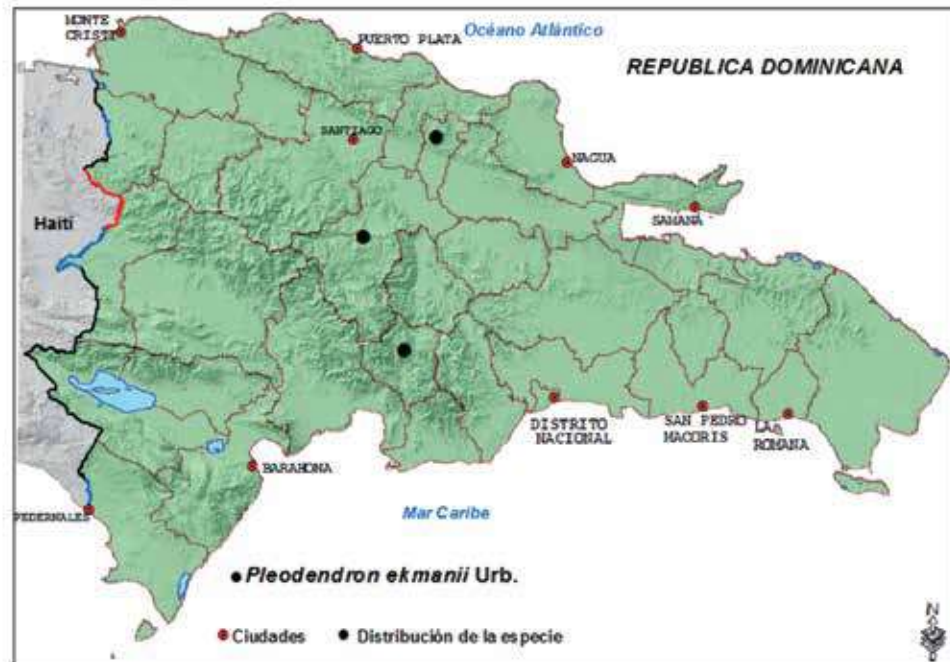 MONTE
CRISTI
PUERTO PLATA
Océano Atlántico
REPUBLICA DOMINICANA
SANTIAGO
NAGUA
Haití
SAMANA
DISTRITO
NACIONAL
SAN PEDRO
MACORIS
LA
ROMANA
BARAHONA
PEDERNALES
Mar Caribe
Pleodendron ekmanii Urb.
Ciudades
Distribución de la especie
N